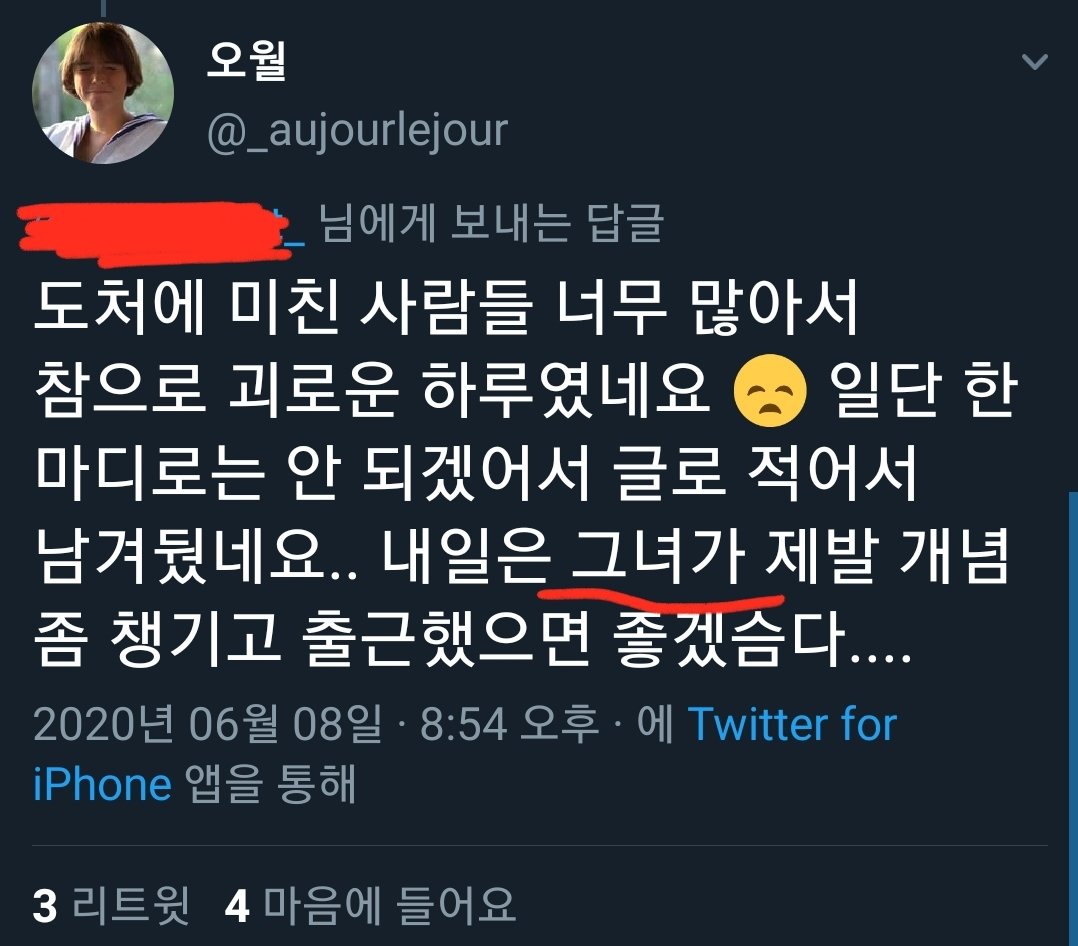 오월
@_aujourlejour
_ 님에게 보내는 답글
도처에 미친 사람들 너무 많아서
참으로 괴로운 하루였네요 😞 일단 한
마디로는 안 되겠어서 글로 적어서
남겨뒀네요.. 내일은 그녀가 제발 개념
좀 챙기고 출근했으면 좋겠슴다....
2020년 06월 08일 · 8:54 오후 · 에 Twitter for
iPhone 앱을 통해
3 리트윗 4 마음에 들어요